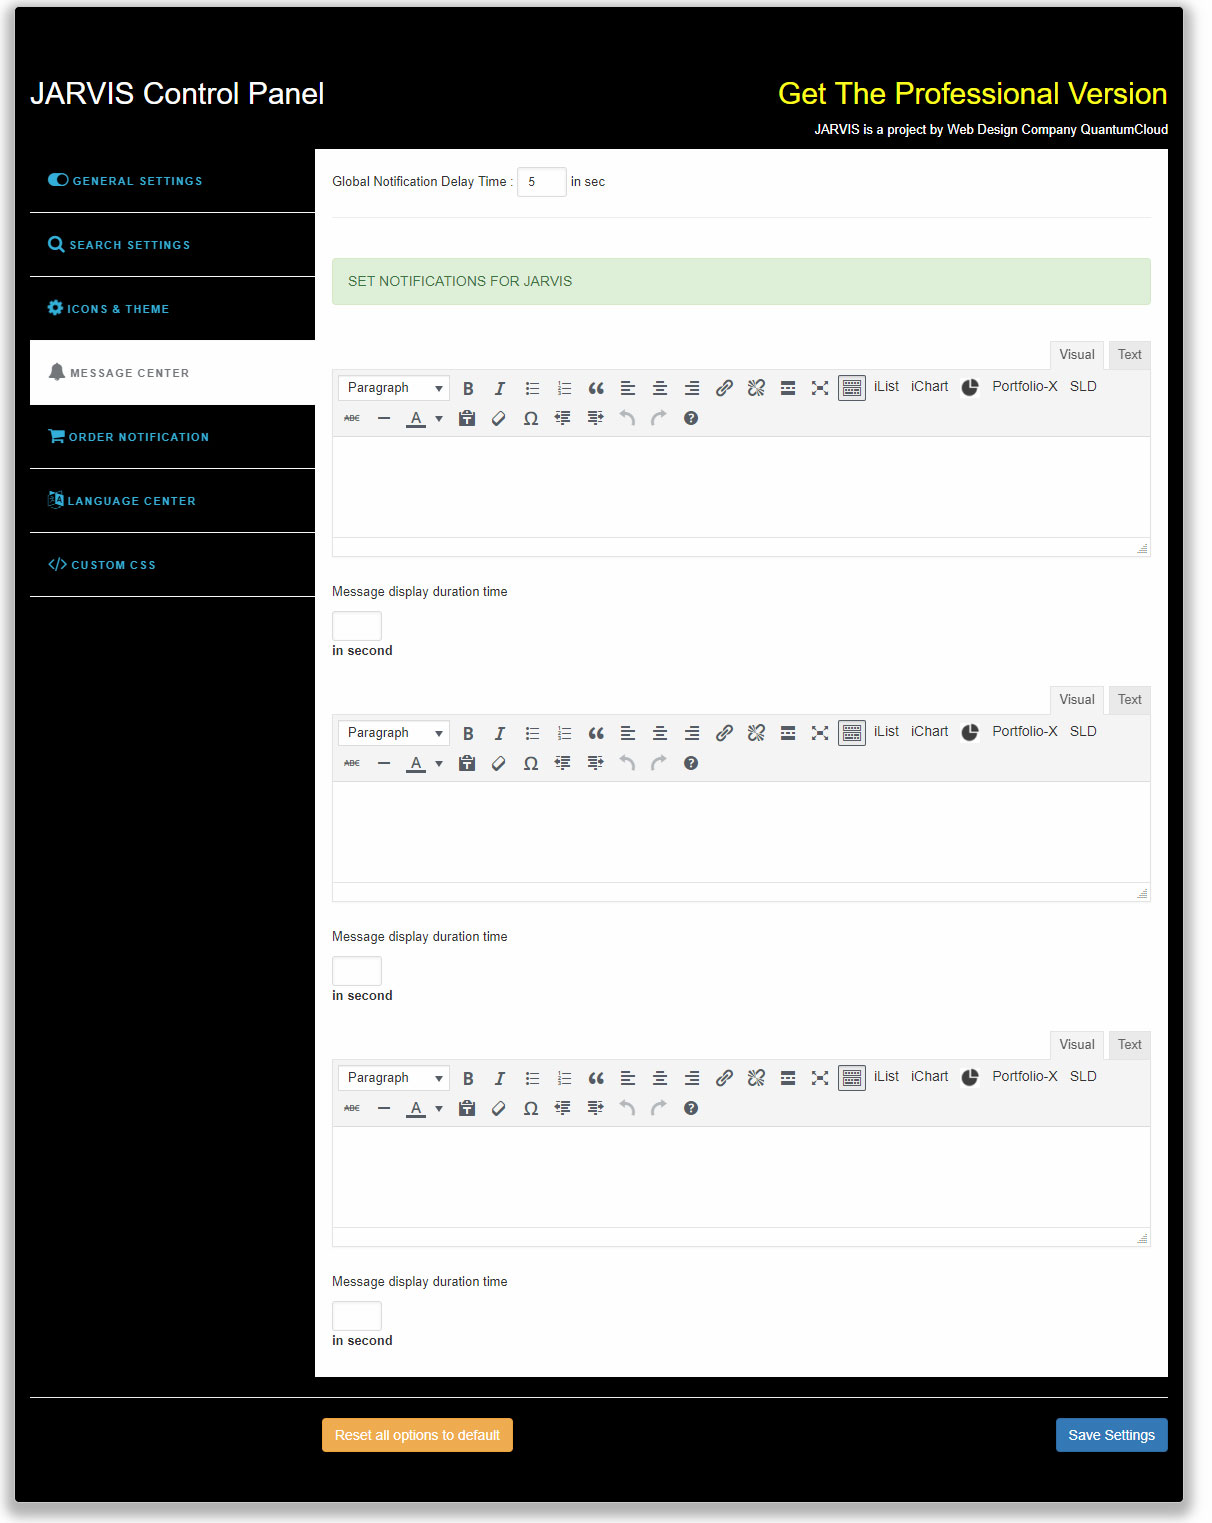 JARVIS Control Panel
Get The Professional Version
JARVIS is a project by Web Design Company QuantumCloud
GENERAL SETTINGS
SEARCH SETTINGS
ICONS & THEME
MESSAGE CENTER
ORDER NOTIFICATION
LANGUAGE CENTER
CUSTOM CSS
Global Notification Delay Time : 5 in sec
SET NOTIFICATIONS FOR JARVIS
Visual Text
Paragraph B I iList iChart Portfolio-X SLD
ABC A T Ω ?
Message display duration time
in second
Visual Text
Paragraph B I iList iChart Portfolio-X SLD
ABC A T Ω ?
Message display duration time
in second
Visual Text
Paragraph B I iList iChart Portfolio-X SLD
ABC A T Ω ?
Message display duration time
in second
Reset all options to default
Save Settings